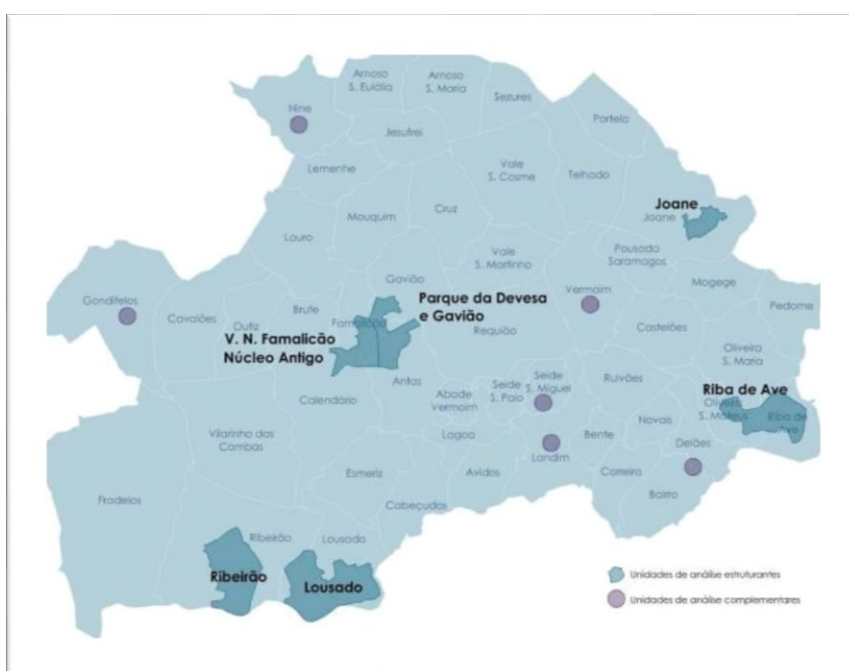 Arnoso
S. Eulália
Arnoso
S. Maria
Sezures
Nine
Portela
Jesufrei
Lemenhe
Vale
S. Cosme
Telhado
Joane
Joane
Mouquim
Cruz
Louro
Vale
S. Martinho
Pousada
Saramagos
Gavião
Mogege
Gondifelos
Vermoim
Parque da Devesa
e Gavião
Pedome
Cavalões
Outiz
Brufe
Famalicão
Requião
Castelões
V. N. Famalicão
Núcleo Antigo
Oliveira
S. Maria
Antas
Seide
S. Paio
Seide
S. Miguel
Ruivões
Riba de Ave
Calendário
Abade
Vermoim
Oliveira
S. Mateus
Riba de
Ave
Novais
Vilarinho das
Cambas
Lagoa
Bente
Delães
Landim
Esmeriz
Avidos
Carreira
Fradelos
Cabeçudos
Bairro
Ribeirão
Lousado
Ribeirão
Lousado
Unidades de análise estruturantes
Unidades de análise complementares